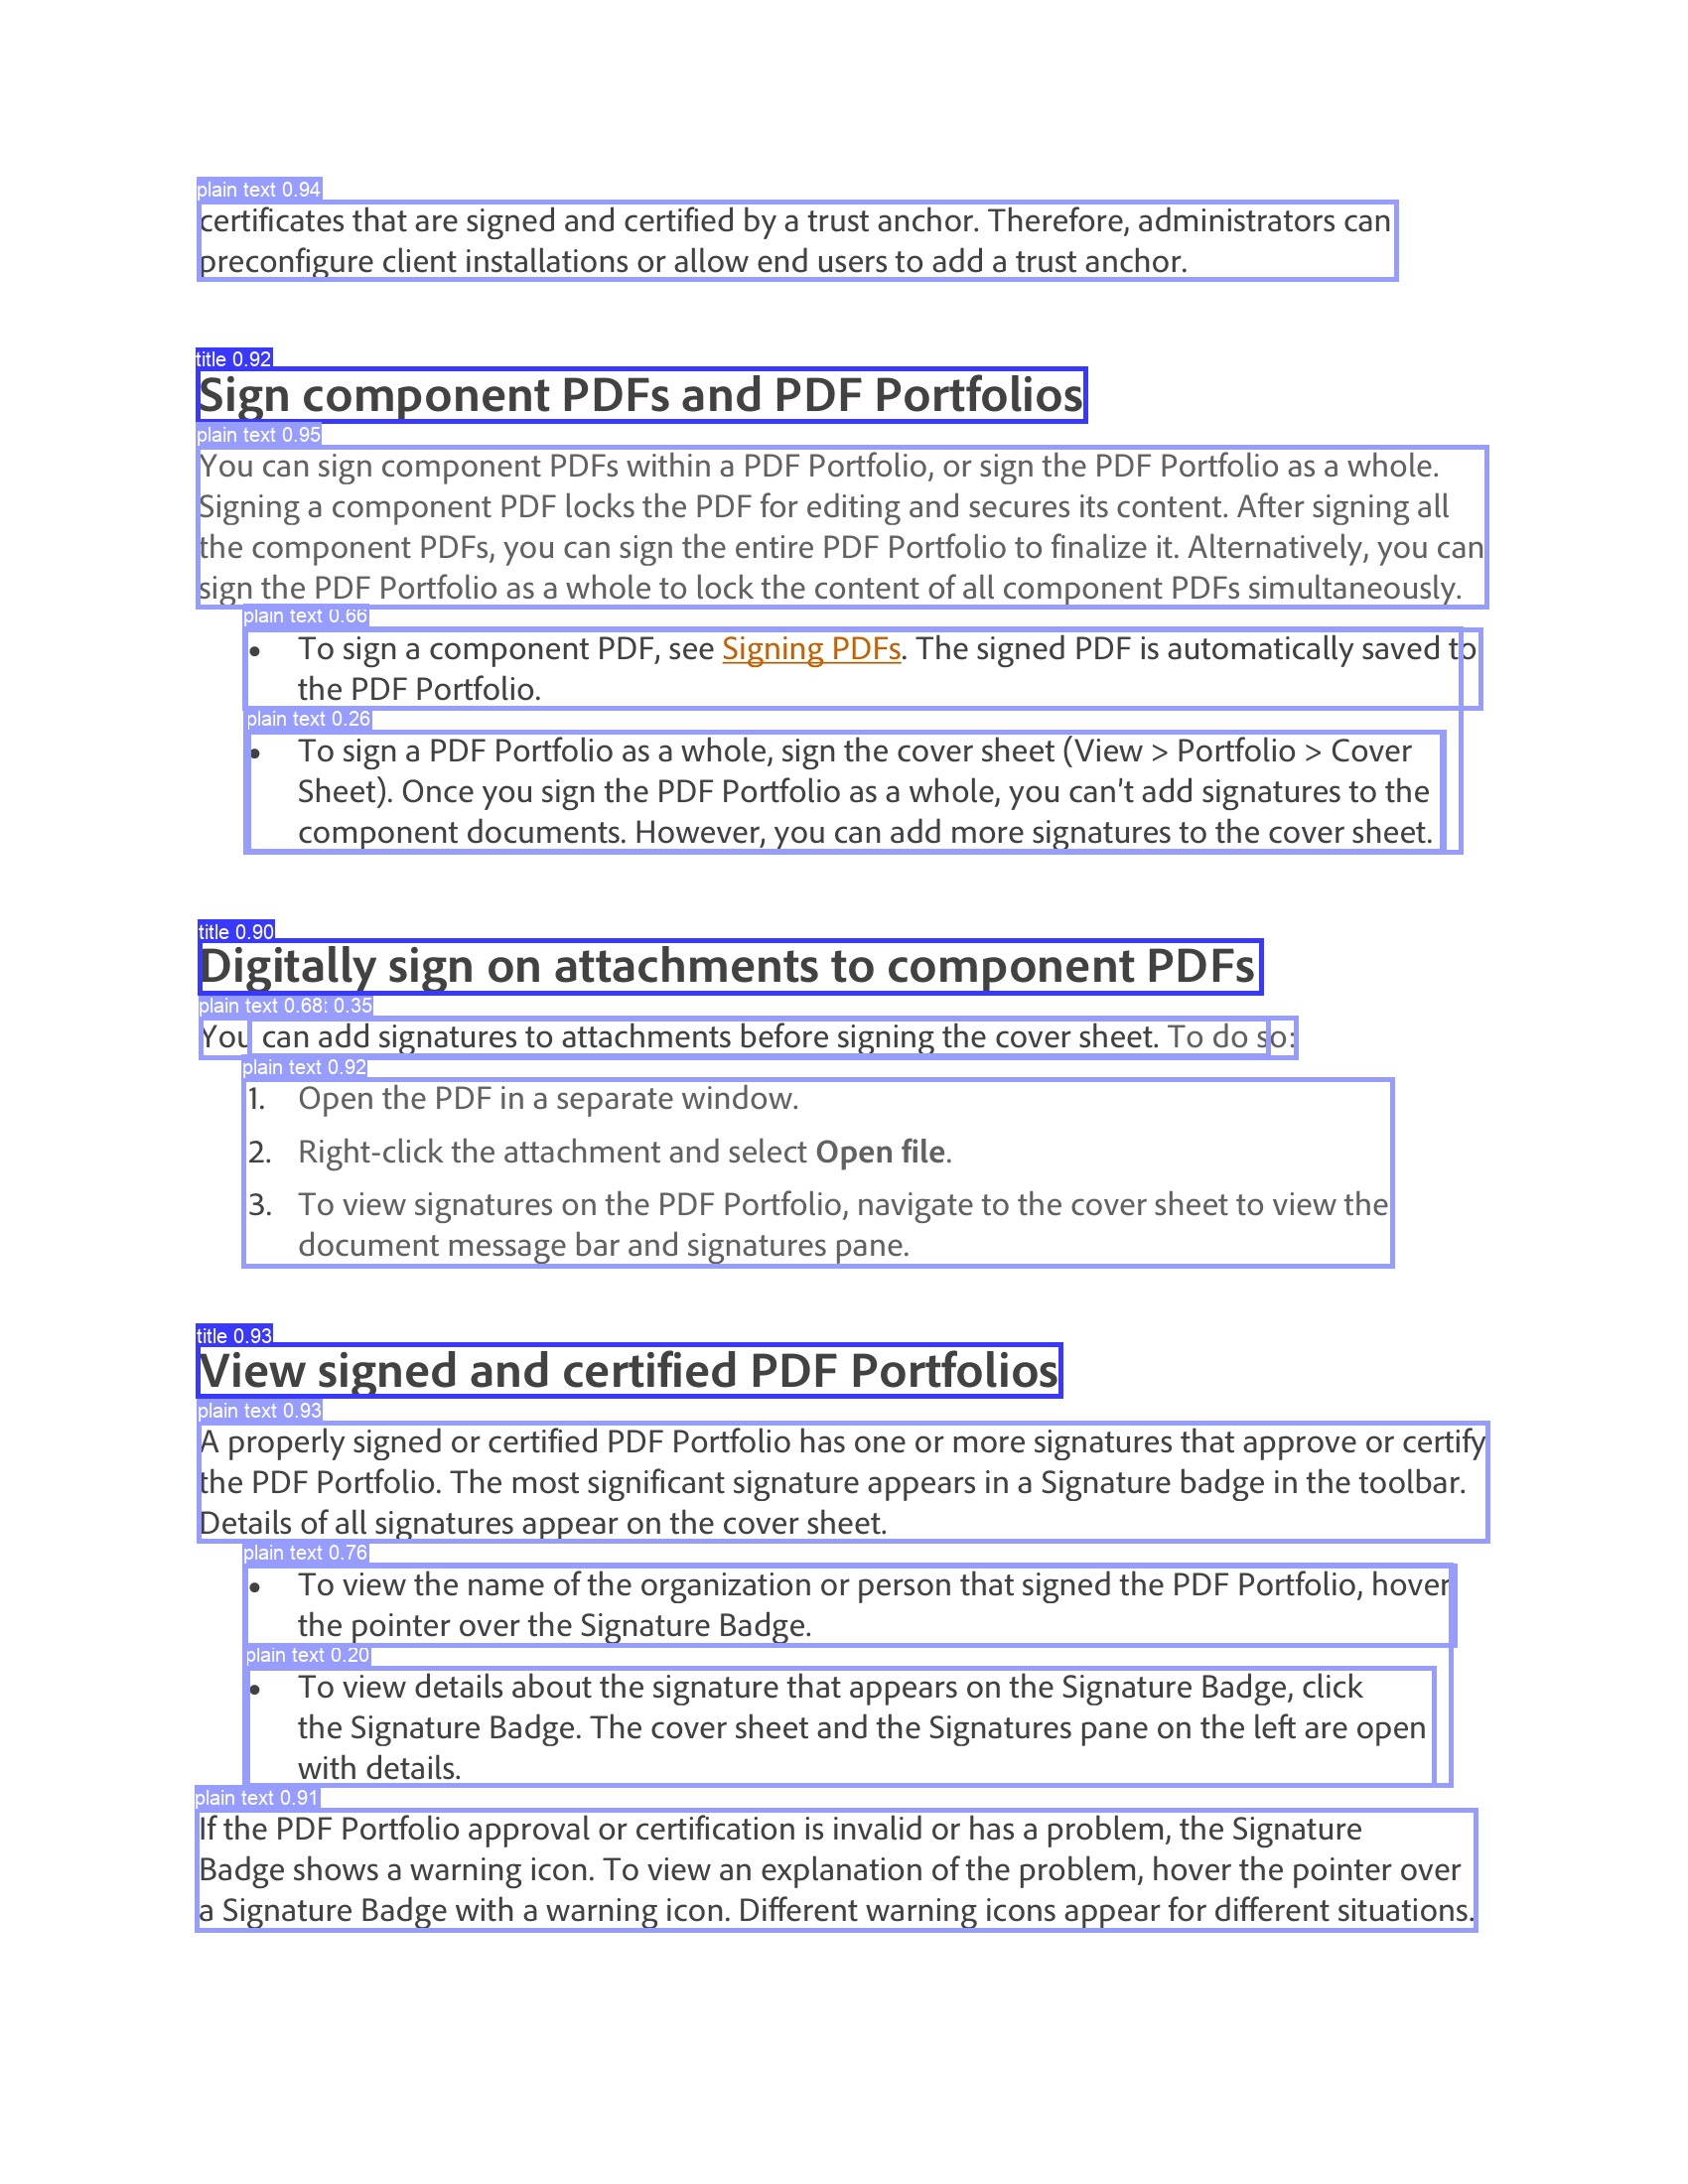 plain text 0.94
certificates that are signed and certified by a trust anchor. Therefore, administrators can
preconfigure client installations or allow end users to add a trust anchor.
title 0.92
Sign component PDFs and PDF Portfolios
plain text 0.95
You can sign component PDFs within a PDF Portfolio, or sign the PDF Portfolio as a whole.
Signing a component PDF locks the PDF for editing and secures its content. After signing all
the component PDFs, you can sign the entire PDF Portfolio to finalize it. Alternatively, you can
sign the PDF Portfolio as a whole to lock the content of all component PDFs simultaneously.
plain text 0.66
• To sign a component PDF, see Signing PDFs. The signed PDF is automatically saved to
the PDF Portfolio.
plain text 0.26
• To sign a PDF Portfolio as a whole, sign the cover sheet (View > Portfolio > Cover
Sheet). Once you sign the PDF Portfolio as a whole, you can't add signatures to the
component documents. However, you can add more signatures to the cover sheet.
title 0.90
Digitally sign on attachments to component PDFs
plain text 0.68: 0.35
You can add signatures to attachments before signing the cover sheet. To do so:
plain text 0.92
1. Open the PDF in a separate window.
2. Right-click the attachment and select Open file.
3. To view signatures on the PDF Portfolio, navigate to the cover sheet to view the
document message bar and signatures pane.
title 0.93
View signed and certified PDF Portfolios
plain text 0.93
A properly signed or certified PDF Portfolio has one or more signatures that approve or certify
the PDF Portfolio. The most significant signature appears in a Signature badge in the toolbar.
Details of all signatures appear on the cover sheet.
plain text 0.76
• To view the name of the organization or person that signed the PDF Portfolio, hover
the pointer over the Signature Badge.
plain text 0.20
• To view details about the signature that appears on the Signature Badge, click
the Signature Badge. The cover sheet and the Signatures pane on the left are open
with details.
plain text 0.91
If the PDF Portfolio approval or certification is invalid or has a problem, the Signature
Badge shows a warning icon. To view an explanation of the problem, hover the pointer over
a Signature Badge with a warning icon. Different warning icons appear for different situations.